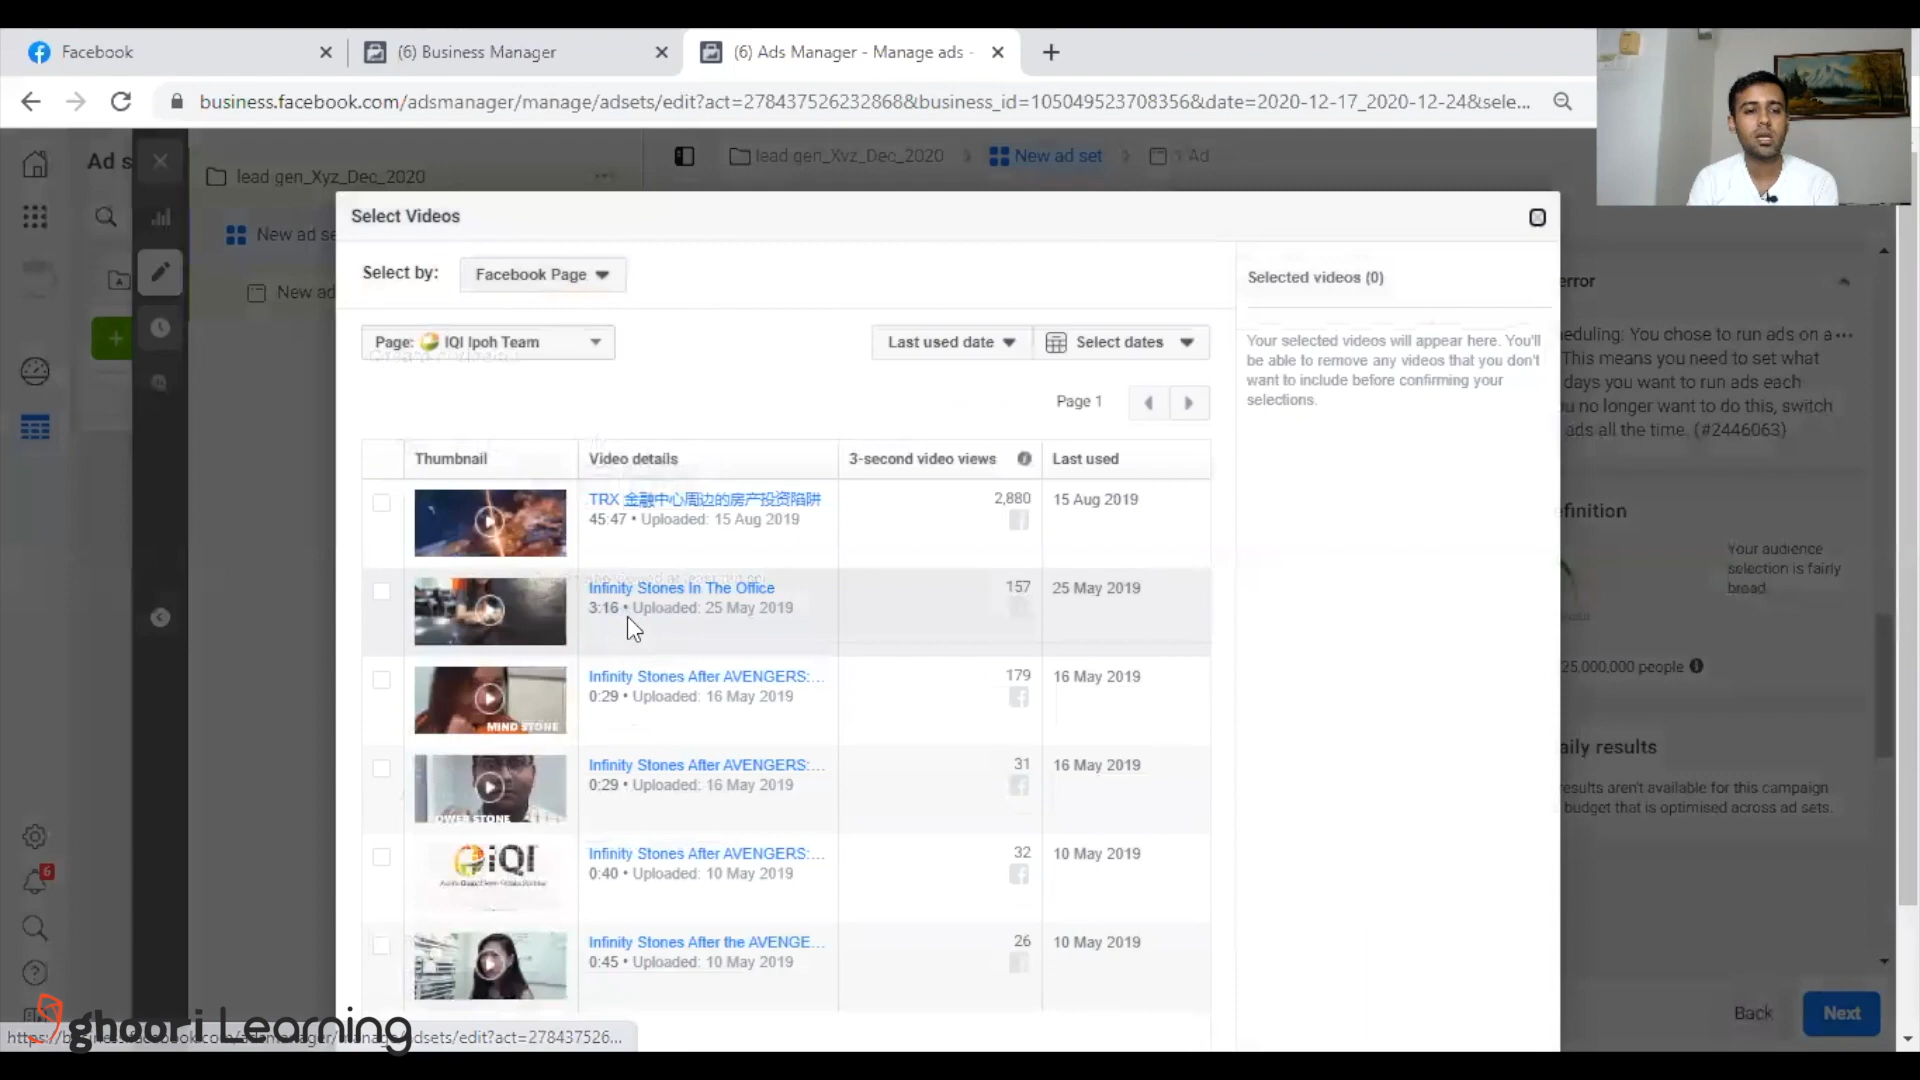 Facebook
(6) Business Manager
(6) Ads Manager - Manage ads -
business.facebook.com/adsmanager/manage/adsets/edit?act=278437526232868&business_id=105049523708356&date=2020-12-17_2020-12-24&sele...
Ad s
lead gen_Xyz_Dec_2020
lead gen_Xvz_Dec_2020
New ad set
Ad
New ad se
New ad
Select Videos
Select by:
Facebook Page
Page: IQI Ipoh Team
Last used date
Select dates
Page 1
Thumbnail
Video details
3-second video views
Last used
TRX 金融中心周边的房产投资陷阱
45:47 • Uploaded: 15 Aug 2019
2,880
15 Aug 2019
Infinity Stones In The Office
3:16 • Uploaded: 25 May 2019
157
25 May 2019
MIND STONE
Infinity Stones After AVENGERS:...
0:29 • Uploaded: 16 May 2019
179
16 May 2019
OWER STONE
Infinity Stones After AVENGERS:...
0:29 • Uploaded: 16 May 2019
31
16 May 2019
iQI
Infinity Stones After AVENGERS:...
0:40 • Uploaded: 10 May 2019
32
10 May 2019
Infinity Stones After the AVENGE...
0:45 • Uploaded: 10 May 2019
26
10 May 2019
Selected videos (0)
Your selected videos will appear here. You'll
be able to remove any videos that you don't
want to include before confirming your
selections.
error
eduling: You chose to run ads on a
This means you need to set what
days you want to run ads each
u no longer want to do this, switch
ads all the time. (#2446063)
efinition
Your audience
selection is fairly
broad.
25,000,000 people
aily results
results aren't available for this campaign
budget that is optimised across ad sets.
Back
Next
6
ghoori Learning